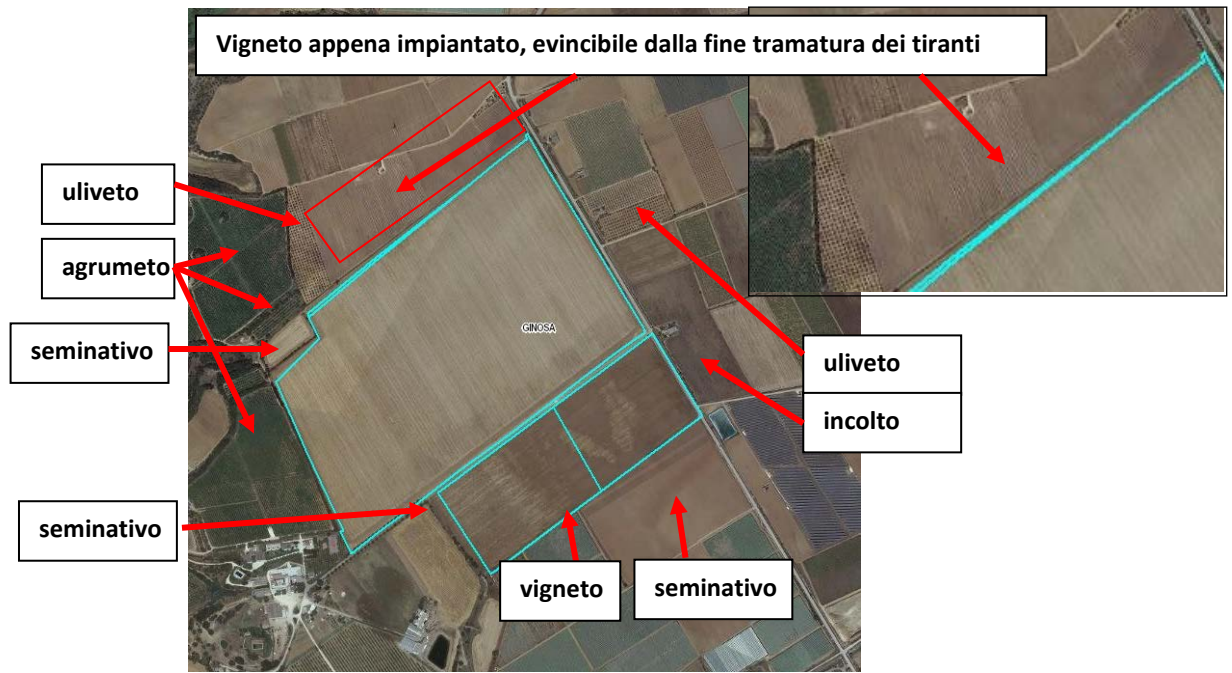 Vigneto appena impiantato, evincibile dalla fine tramatura dei tiranti
uliveto
agrumeto
seminativo
GINOSA
uliveto
incolto
seminativo
vigneto
seminativo